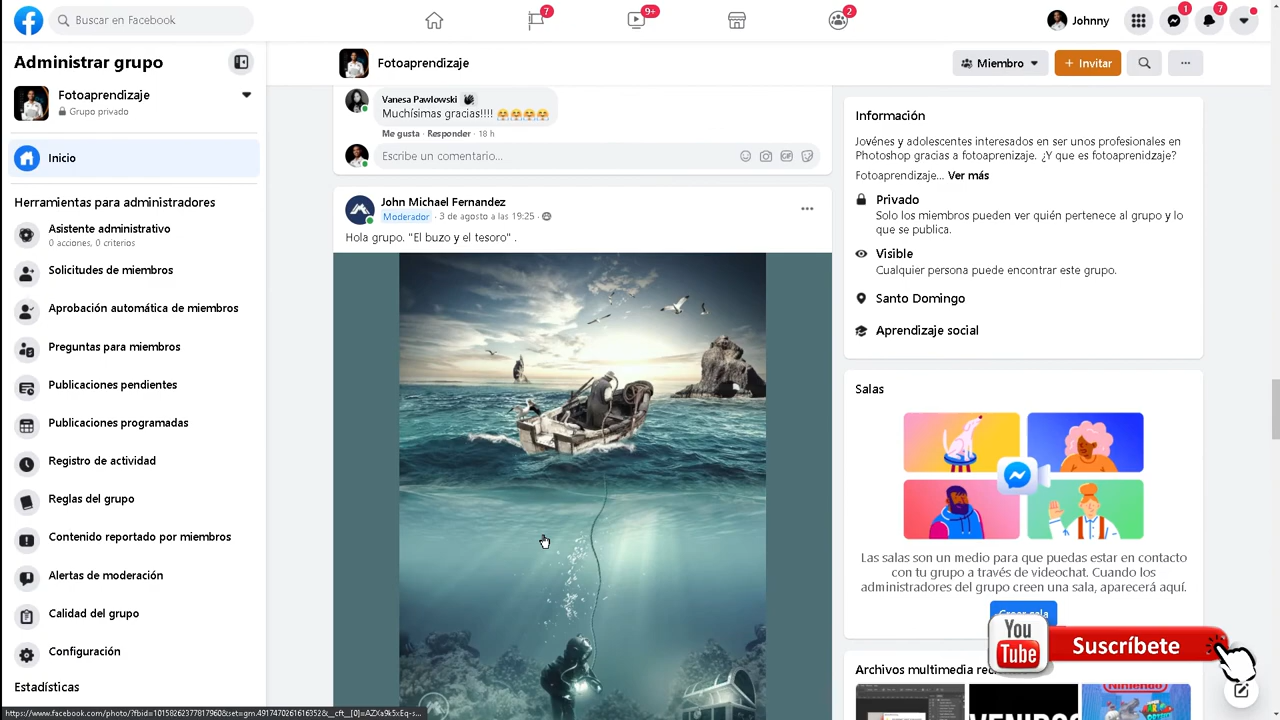 Buscar en Facebook
7
9+
2
Johnny
1
7
Administrar grupo
Fotoaprendizaje
Grupo privado
Inicio
Herramientas para administradores
Asistente administrativo
0 acciones, 0 criterios
Solicitudes de miembros
Aprobación automática de miembros
Preguntas para miembros
Publicaciones pendientes
Publicaciones programadas
Registro de actividad
Reglas del grupo
Contenido reportado por miembros
Alertas de moderación
Calidad del grupo
Configuración
Estadísticas
Fotoaprendizaje
Miembro
+ Invitar
Vanesa Pawlowski
Muchísimas gracias!!!! 🤗🤗🤗🤗
Me gusta · Responder · 18 h
Escribe un comentario...
GIF
John Michael Fernandez
Moderador · 3 de agosto a las 19:25 ·
Hola grupo. "El buzo y el tesoro" .
Información
Jovénes y adolescentes interesados en ser unos profesionales en
Photoshop gracias a fotoaprenizaje. ¿Y que es fotoaprenidzaje?
Fotoaprendizaje... Ver más
Privado
Solo los miembros pueden ver quién pertenece al grupo y lo
que se publica.
Visible
Cualquier persona puede encontrar este grupo.
Santo Domingo
Aprendizaje social
Salas
Las salas son un medio para que puedas estar en contacto
con tu grupo a través de videochat. Cuando los
administradores del grupo creen una sala, aparecerá aquí.
Crear sala
You
Tube
Suscríbete
Archivos multimedia
Nintendo